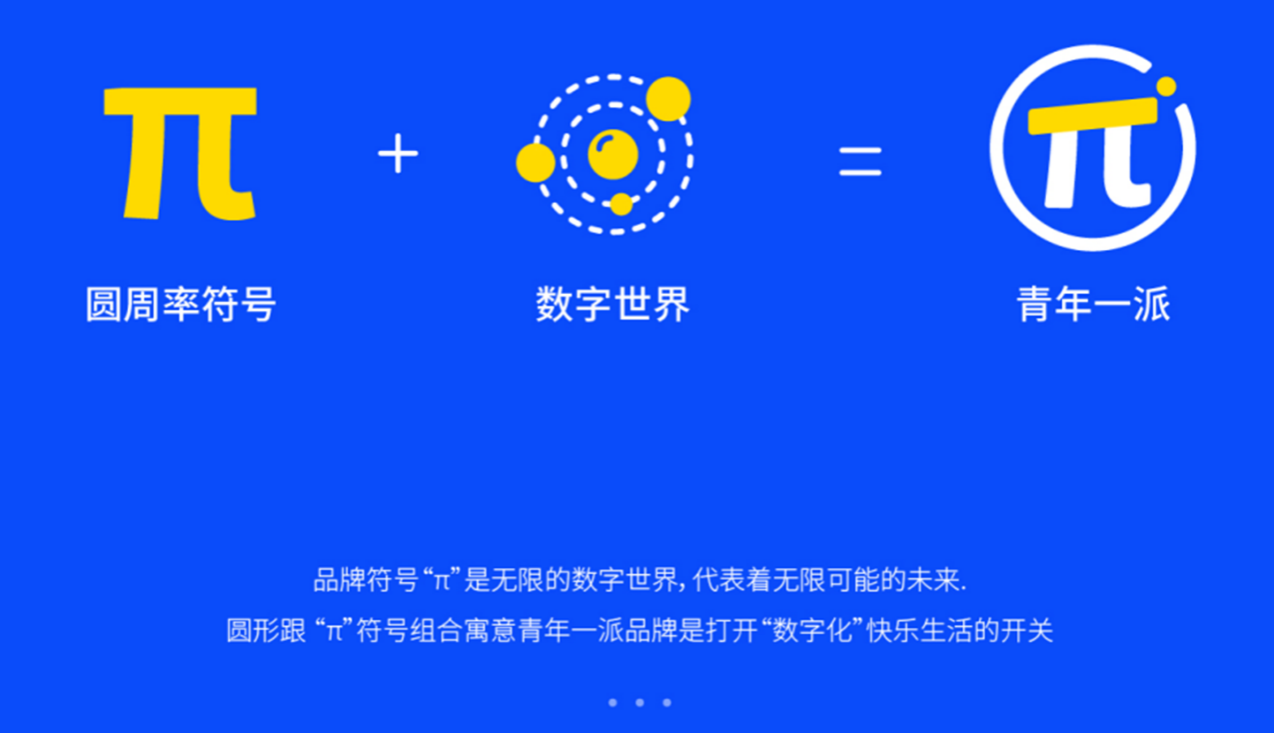 π
+
=
π
圆周率符号
数字世界
青年一派
品牌符号“π”是无限的数字世界, 代表着无限可能的未来.
圆形跟 “π”符号组合寓意青年一派品牌是打开“数字化”快乐生活的开关